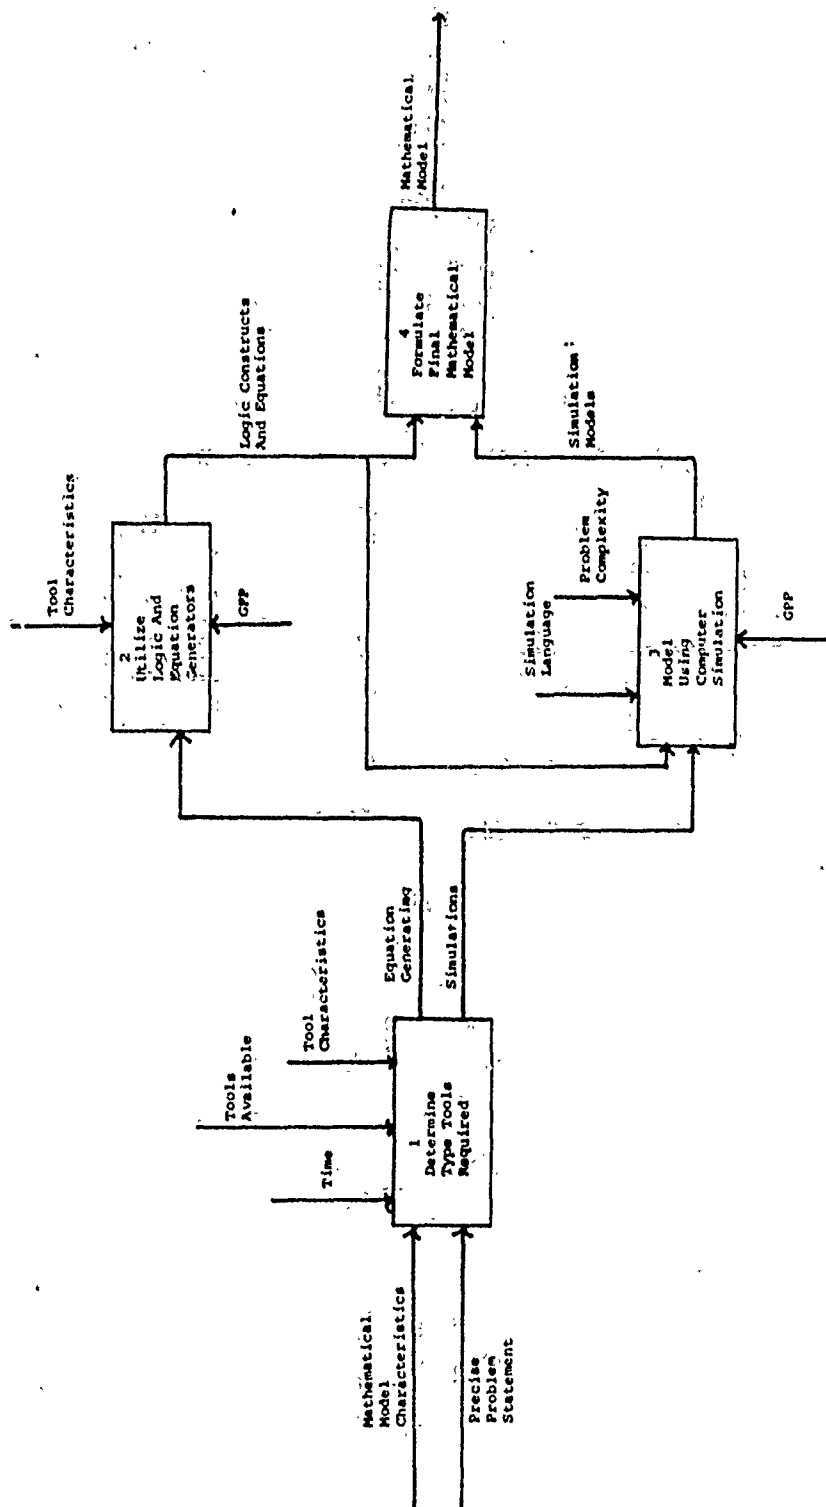 Mathematical
Model
Characteristics
Precise
Problem
Statement
Time
Tools
Available
Tool
Characteristics
1
Determine
Type Tools
Required
Equation
Generating
Simulations
2
Utilize
Logic And
Equation
Generators
Tool
Characteristics
GPP
Logic Constructs
And Equations
Simulation
Language
Problem
Complexity
3
Model
Using
Computer
Simulation
GPP
Simulation
Models
4
Formulate
Final
Mathematical
Model
Mathematical
Model